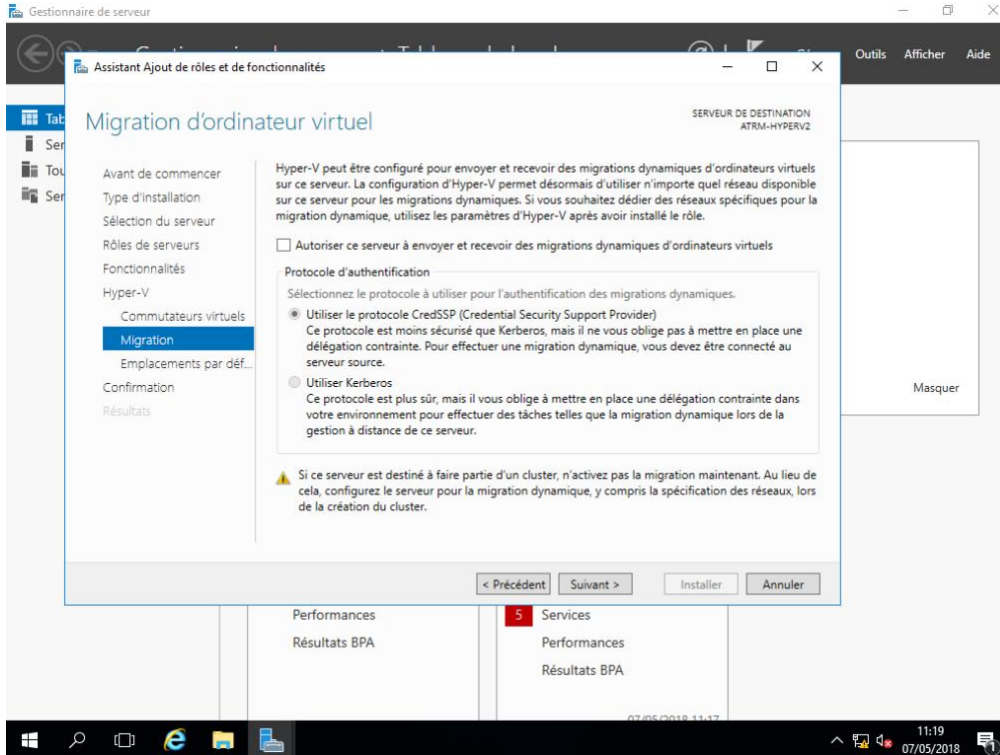 Gestionnaire de serveur
Outils Afficher Aide
Assistant Ajout de rôles et de fonctionnalités
Migration d'ordinateur virtuel
SERVEUR DE DESTINATION
ATRM-HYPERV2
Avant de commencer
Type d'installation
Sélection du serveur
Rôles de serveurs
Fonctionnalités
Hyper-V
Commutateurs virtuels
Migration
Emplacements par déf...
Confirmation
Résultats
Hyper-V peut être configuré pour envoyer et recevoir des migrations dynamiques d'ordinateurs virtuels
sur ce serveur. La configuration d'Hyper-V permet désormais d'utiliser n'importe quel réseau disponible
sur ce serveur pour les migrations dynamiques. Si vous souhaitez dédier des réseaux spécifiques pour la
migration dynamique, utilisez les paramètres d'Hyper-V après avoir installé le rôle.
Autoriser ce serveur à envoyer et recevoir des migrations dynamiques d'ordinateurs virtuels
Protocole d'authentification
Sélectionnez le protocole à utiliser pour l'authentification des migrations dynamiques.
Utiliser le protocole CredSSP (Credential Security Support Provider)
Ce protocole est moins sécurisé que Kerberos, mais il ne vous oblige pas à mettre en place une
délégation contrainte. Pour effectuer une migration dynamique, vous devez être connecté au
serveur source.
Utiliser Kerberos
Ce protocole est plus sûr, mais il vous oblige à mettre en place une délégation contrainte dans
votre environnement pour effectuer des tâches telles que la migration dynamique lors de la
gestion à distance de ce serveur.
Si ce serveur est destiné à faire partie d'un cluster, n'activez pas la migration maintenant. Au lieu de
cela, configurez le serveur pour la migration dynamique, y compris la spécification des réseaux, lors
de la création du cluster.
< Précédent Suivant > Installer Annuler
Tab
Ser
Tou
Ser
Masquer
Performances
Résultats BPA
5 Services
Performances
Résultats BPA
07/05/2018 11:17
11:19
07/05/2018